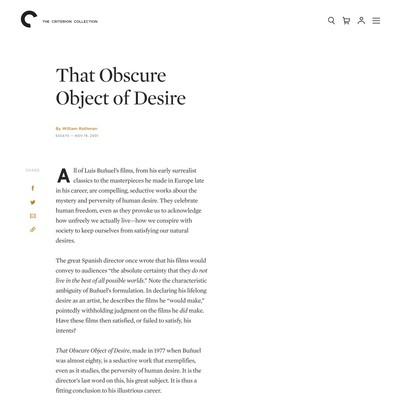 THE CRITERION COLLECTION
That Obscure
Object of Desire
By William Rothman
ESSAYS — NOV 19, 2001
SHARE
All of Luis Buñuel's films, from his early surrealist
classics to the masterpieces he made in Europe late
in his career, are compelling, seductive works about the
mystery and perversity of human desire. They celebrate
human freedom, even as they provoke us to acknowledge
how unfreely we actually live—how we conspire with
society to keep ourselves from satisfying our natural
desires.
The great Spanish director once wrote that his films would
convey to audiences “the absolute certainty that they do not
live in the best of all possible worlds.” Note the characteristic
ambiguity of Buñuel's formulation. In declaring his lifelong
desire as an artist, he describes the films he “would make,”
pointedly withholding judgment on the films he did make.
Have these films then satisfied, or failed to satisfy, his
intents?
That Obscure Object of Desire, made in 1977 when Buñuel
was almost eighty, is a seductive work that exemplifies,
even as it studies, the perversity of human desire. It is the
director's last word on this, his great subject. It is thus a
fitting conclusion to his illustrious career.